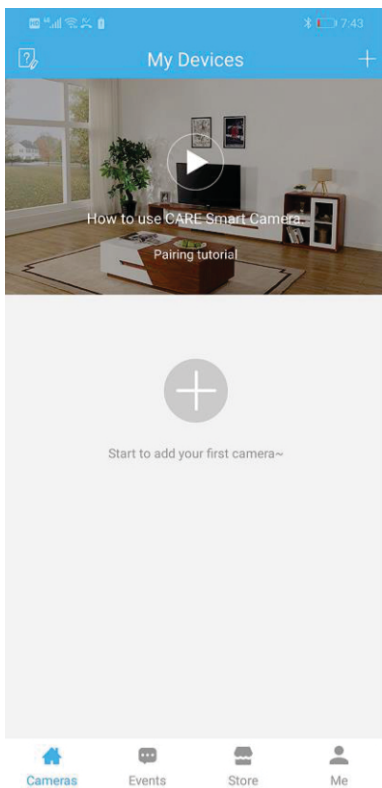 7:43
My Devices
How to use CARE Smart Camera
Pairing tutorial
Start to add your first camera~
Cameras
Events
Store
Me